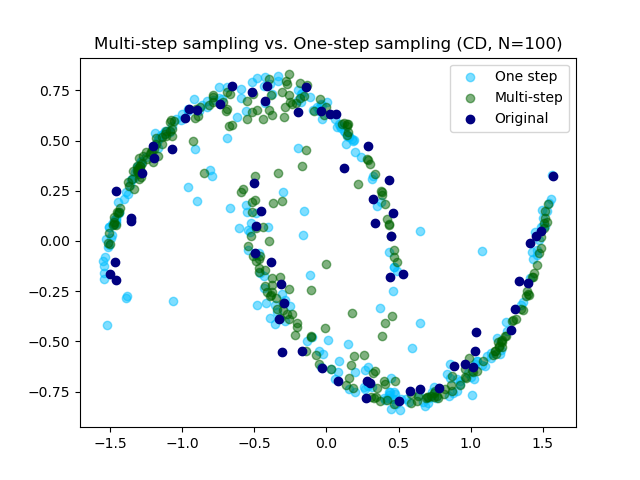 Multi-step sampling vs. One-step sampling (CD, N=100)
One step
Multi-step
Original
0.75
0.50
0.25
0.00
−0.25
−0.50
−0.75
−1.5 −1.0 −0.5 0.0 0.5 1.0 1.5